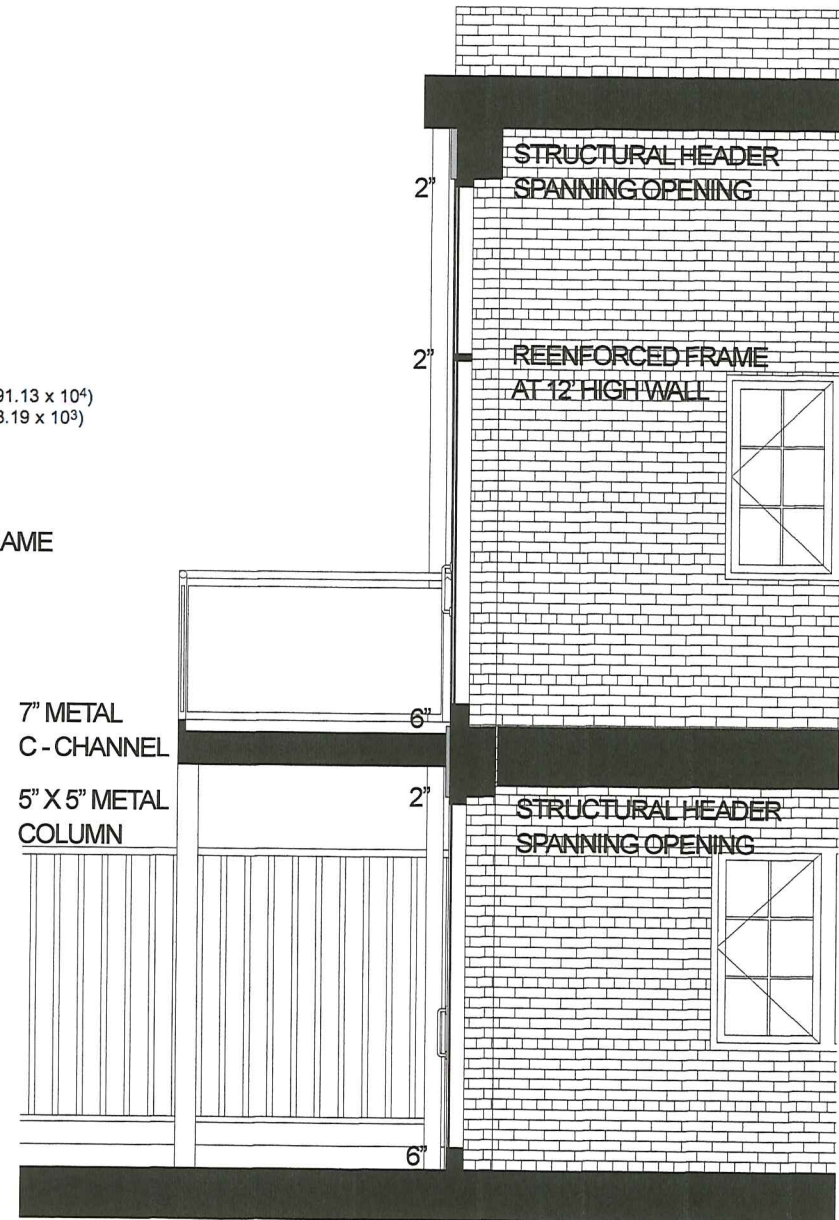 STRUCTURAL HEADER
SPANNING OPENING
2"
2"
REENFORCED FRAME
AT 12' HIGH WALL
91.13 x 10⁴)
3.19 x 10³)
AME
7" METAL
C - CHANNEL
6"
5" X 5" METAL
COLUMN
2"
STRUCTURAL HEADER
SPANNING OPENING
6"